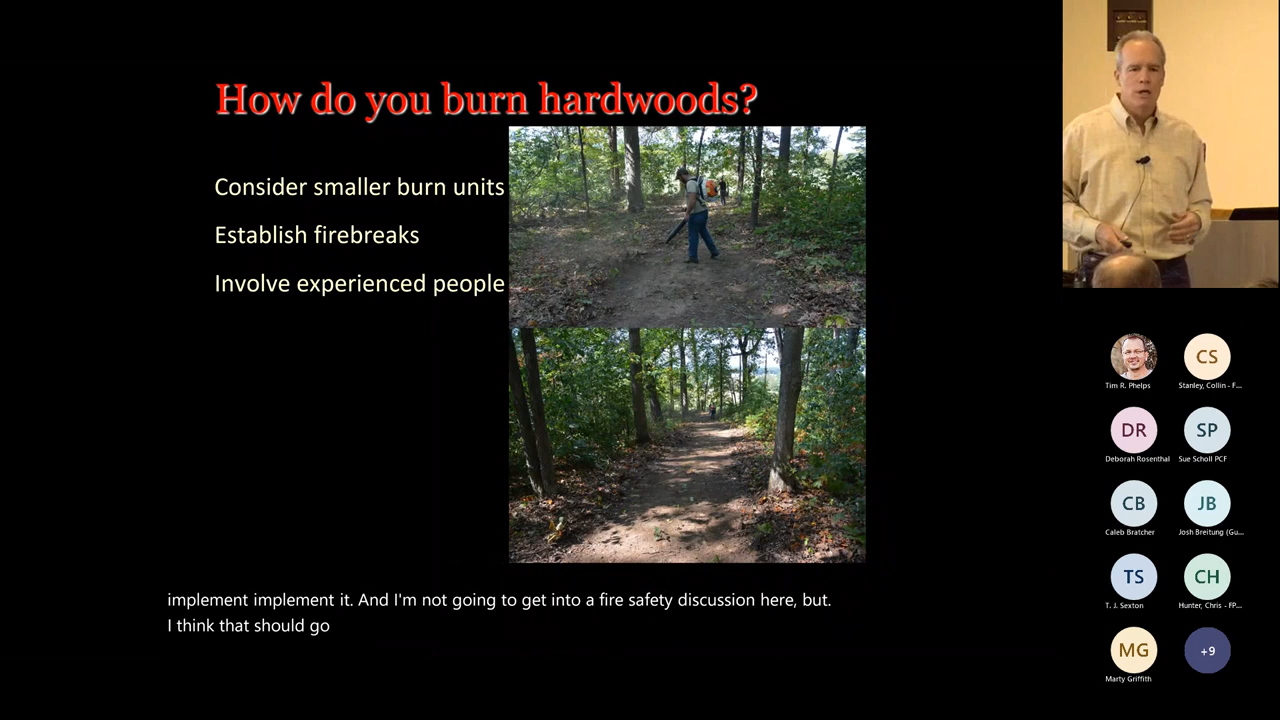 How do you burn hardwoods?
Consider smaller burn units
Establish firebreaks
Involve experienced people
implement implement it. And I'm not going to get into a fire safety discussion here, but.
I think that should go
Tim R. Phelps
CS
Stanley, Collin - F...
DR
Deborah Rosenthal
SP
Sue Scholl PCF
CB
Caleb Bratcher
JB
Josh Breitung (Gu...
TS
T. J. Sexton
CH
Hunter, Chris - FP...
MG
Marty Griffith
+9